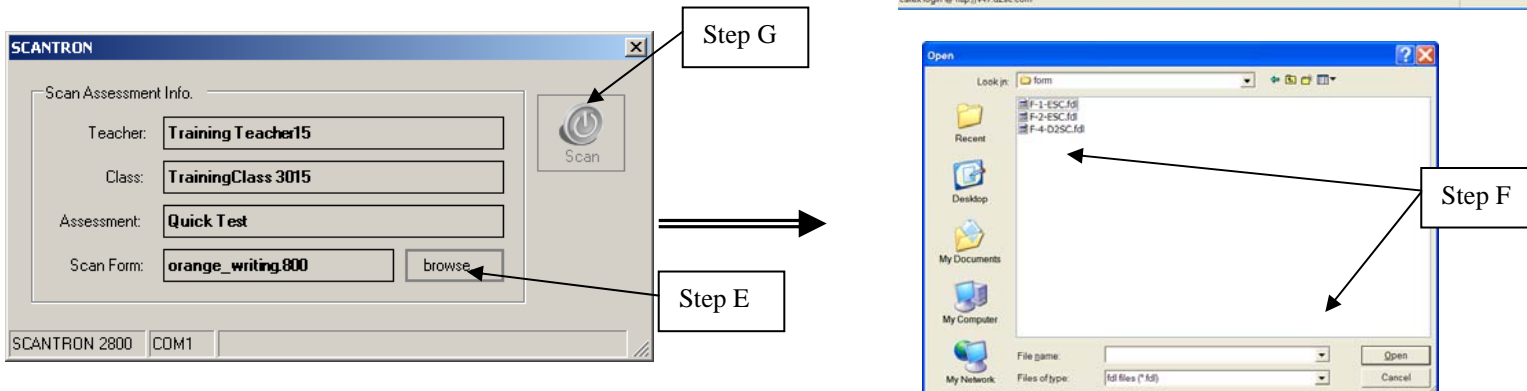 SCANTRON
Scan Assessment Info.
Teacher: Training Teacher15
Class: TrainingClass 3015
Assessment: Quick Test
Scan Form: orange_writing.800 browse...
Scan
SCANTRON 2800 COM1
Step G
Step E
Open
Look in: form
F-1-ESC.fdl
F-2-ESC.fdl
F-4-D2SC.fdl
Recent
Desktop
My Documents
My Computer
My Network
File name:
Open
Files of type: fdl files (*.fdl)
Cancel
Step F